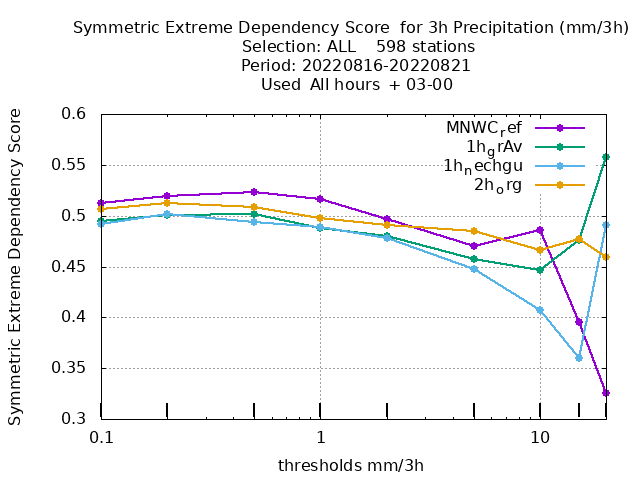 Symmetric Extreme Dependency Score  for 3h Precipitation (mm/3h)
Selection: ALL    598 stations
Period: 20220816-20220821
Used  All hours  + 03-00
MNWC_ref
1h_grAv
1h_nechgu
2h_org
Symmetric Extreme Dependency Score
0.6
0.55
0.5
0.45
0.4
0.35
0.3
0.1 1 10
thresholds mm/3h